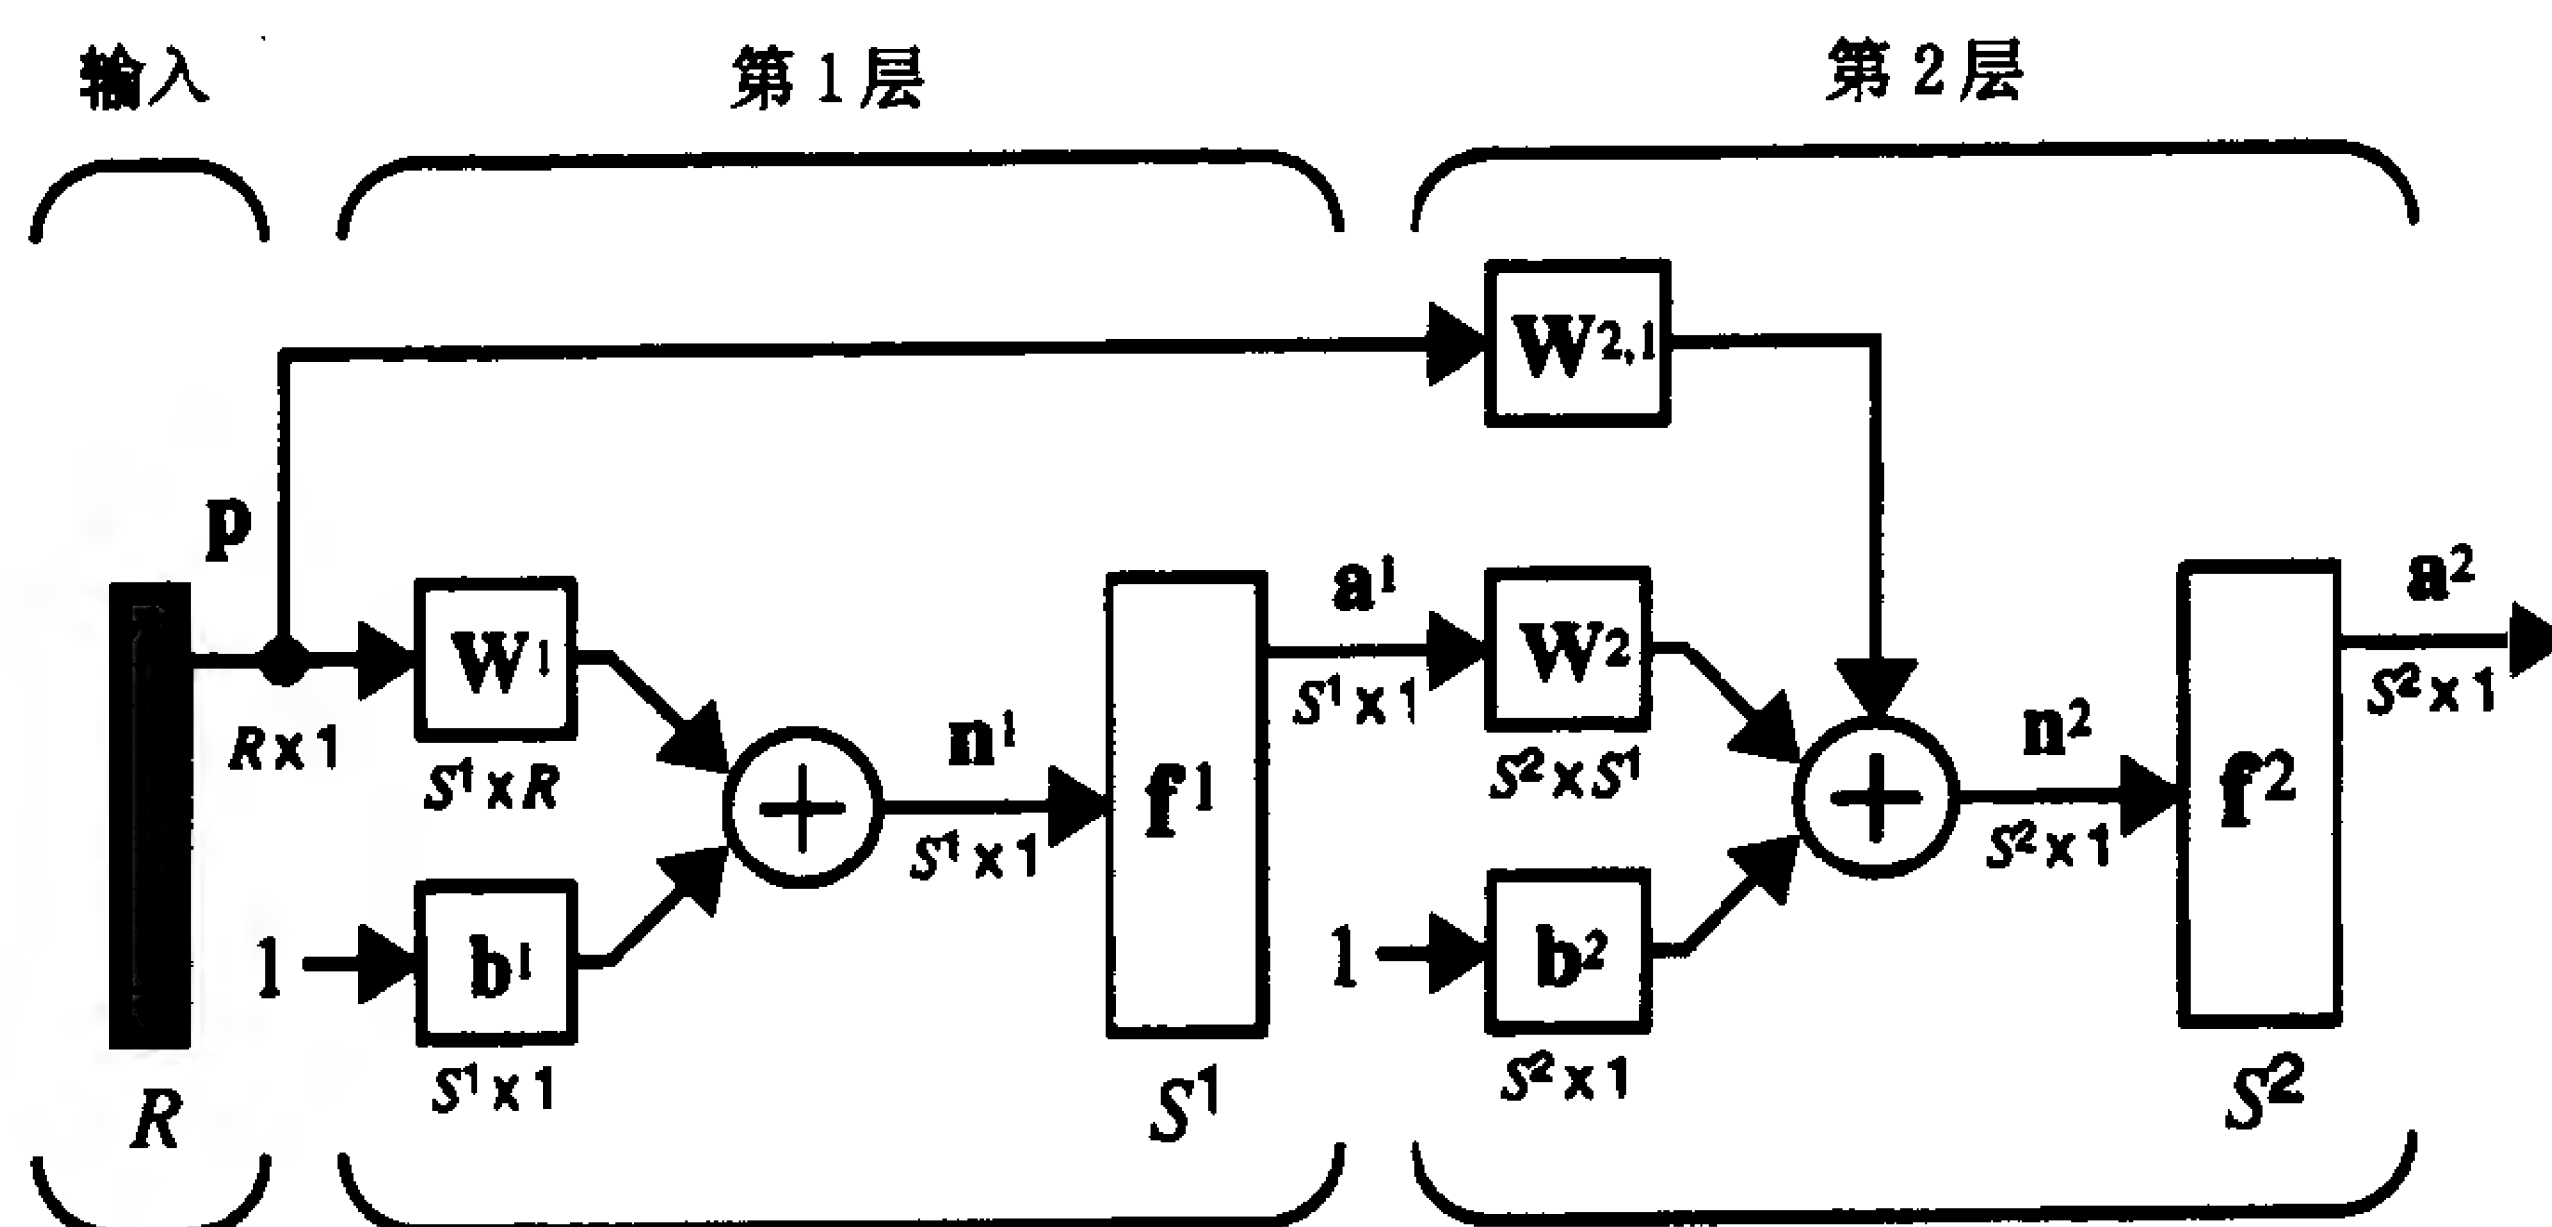 输入
第1层
第2层
W2,1
p
a1
a2
W1
W2
R×1
S1×1
S2×1
n1
n2
S1×R
S2×S1
f1
f2
S1×1
S2×1
1
b1
1
b2
S1×1
S2×1
R
S1
S2